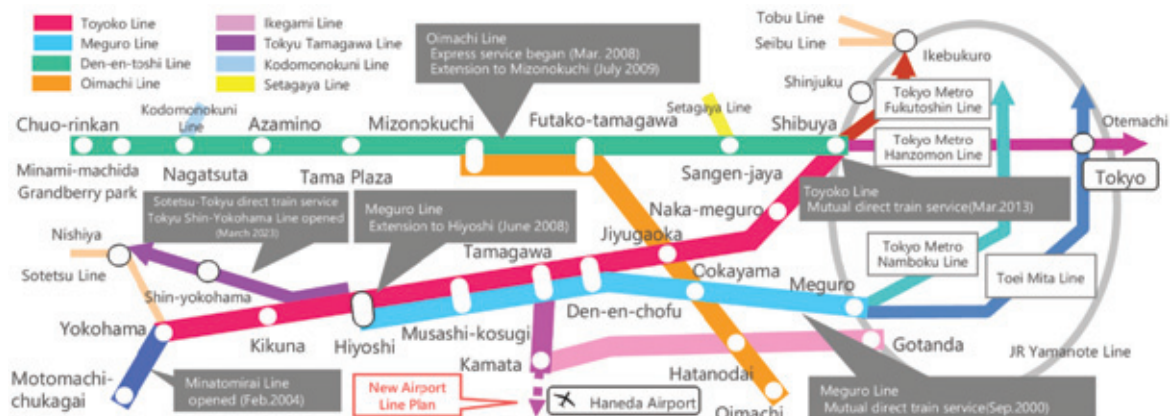 Toyoko Line
Meguro Line
Den-en-toshi Line
Oimachi Line
Ikegami Line
Tokyu Tamagawa Line
Kodomonokuni Line
Setagaya Line
Oimachi Line
Express service began (Mar. 2008)
Extension to Mizonokuchi (July 2009)
Tobu Line
Seibu Line
Ikebukuro
Shinjuku
Tokyo Metro
Fukutoshin Line
Kodomonokuni
Line
Setagaya Line
Chuo-rinkan
Azamino
Mizonokuchi
Futako-tamagawa
Shibuya
Otemachi
Tokyo Metro
Hanzomon Line
Minami-machida
Grandberry park
Nagatsuta
Tama Plaza
Sangen-jaya
Tokyo
Sotetsu-Tokyu direct train service
Tokyu Shin-Yokohama Line opened
(March 2023)
Meguro Line
Extension to Hiyoshi (June 2008)
Toyoko Line
Mutual direct train service(Mar.2013)
Naka-meguro
Nishiya
Tamagawa
Jiyugaoka
Tokyo Metro
Namboku Line
Sotetsu Line
Shin-yokohama
Ookayama
Meguro
Toei Mita Line
Yokohama
Kikuna
Hiyoshi
Musashi-kosugi
Den-en-chofu
Kamata
Gotanda
JR Yamanote Line
Motomachi-
chukagai
Minatomirai Line
opened (Feb.2004)
New Airport
Line Plan
Haneda Airport
Hatanodai
Oimachi
Meguro Line
Mutual direct train service(Sep.2000)